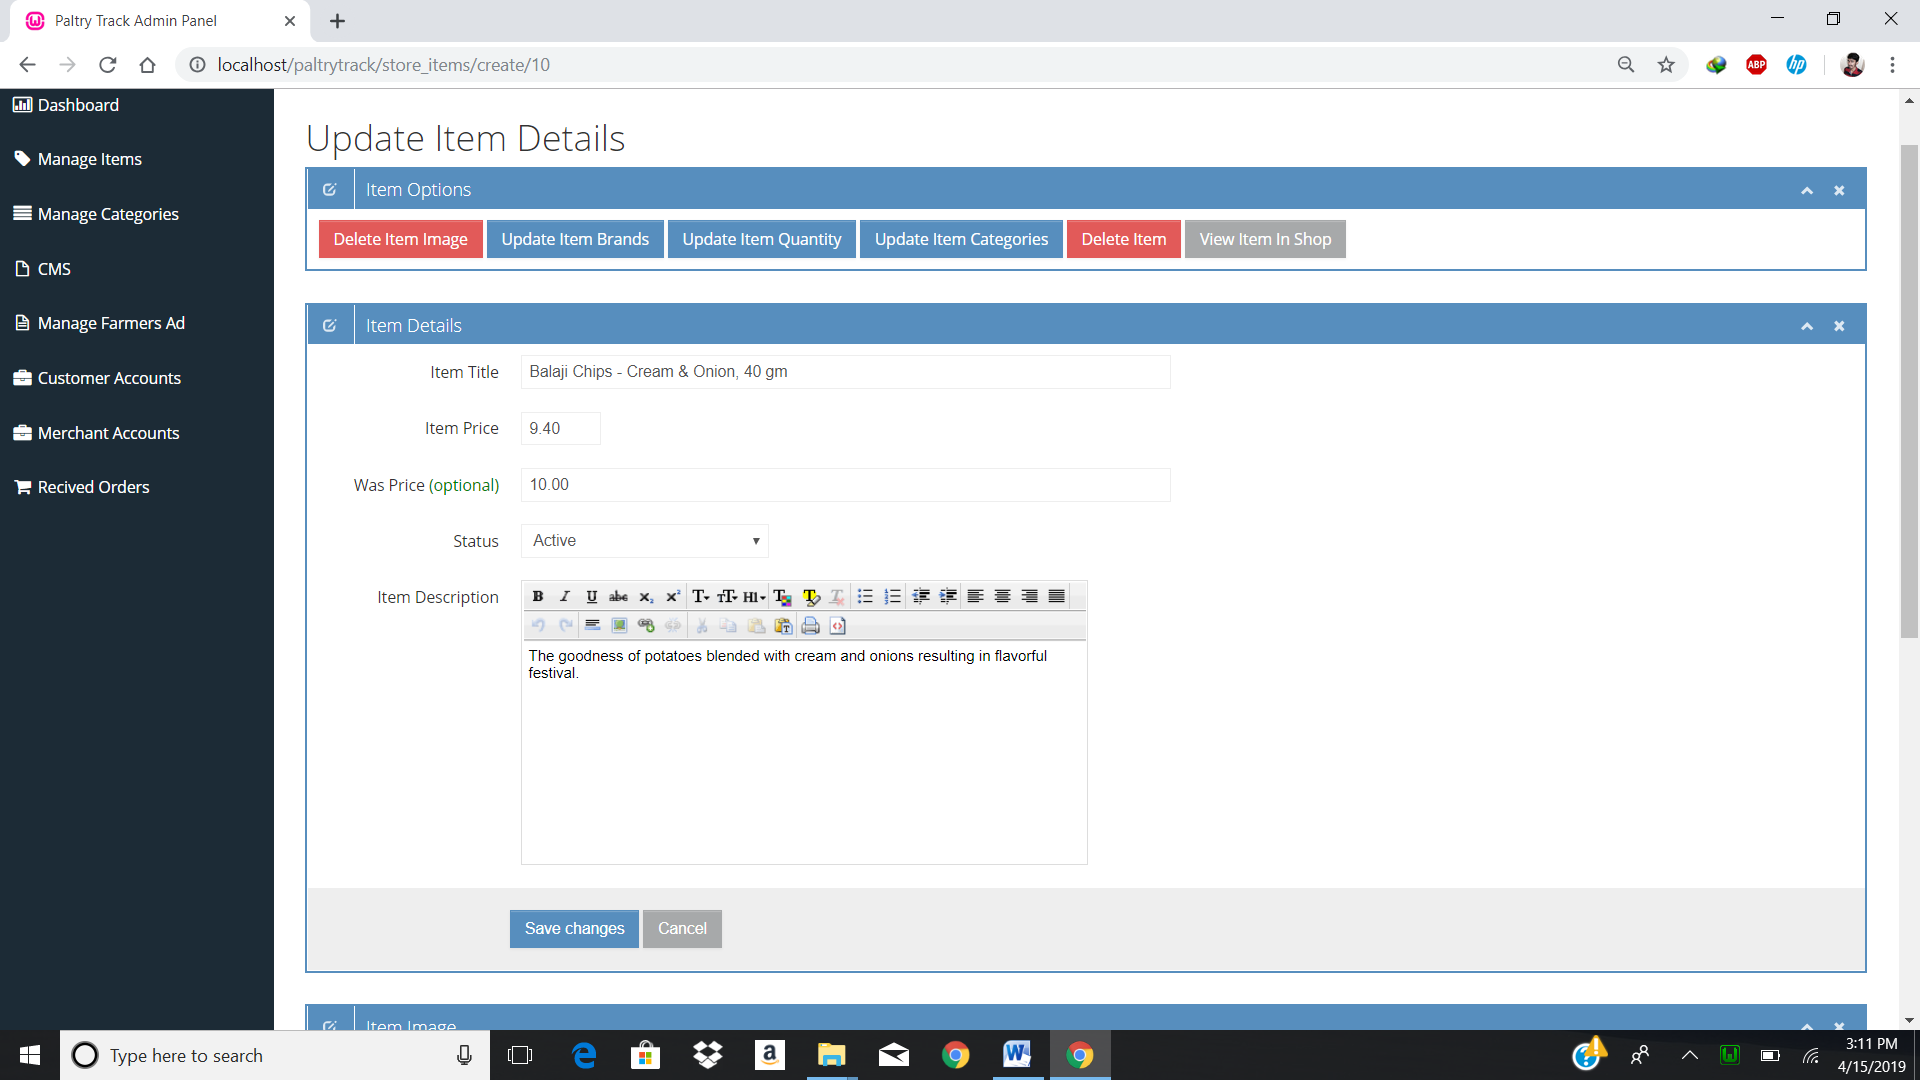 Paltry Track Admin Panel
localhost/paltrytrack/store_items/create/10
ABP
hp
Dashboard
Manage Items
Manage Categories
CMS
Manage Farmers Ad
Customer Accounts
Merchant Accounts
Recived Orders
Update Item Details
Item Options
Delete Item Image Update Item Brands Update Item Quantity Update Item Categories Delete Item View Item In Shop
Item Details
Item Title Balaji Chips - Cream & Onion, 40 gm
Item Price 9.40
Was Price (optional) 10.00
Status Active
Item Description
The goodness of potatoes blended with cream and onions resulting in flavorful
festival.
Save changes Cancel
Item Image
Type here to search
3:11 PM
4/15/2019